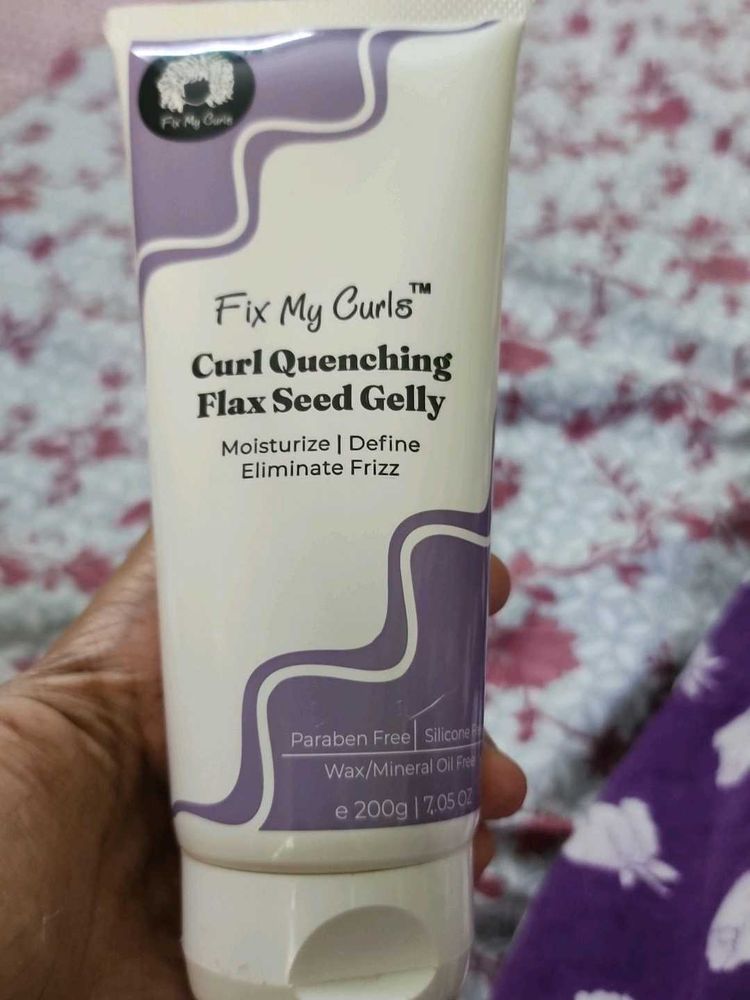 Fix My Curls
Fix My Curls™
Curl Quenching
Flax Seed Gelly
Moisturize | Define
Eliminate Frizz
Paraben Free | Silicone
Wax/Mineral Oil Free
e 200g | 7.05 OZ